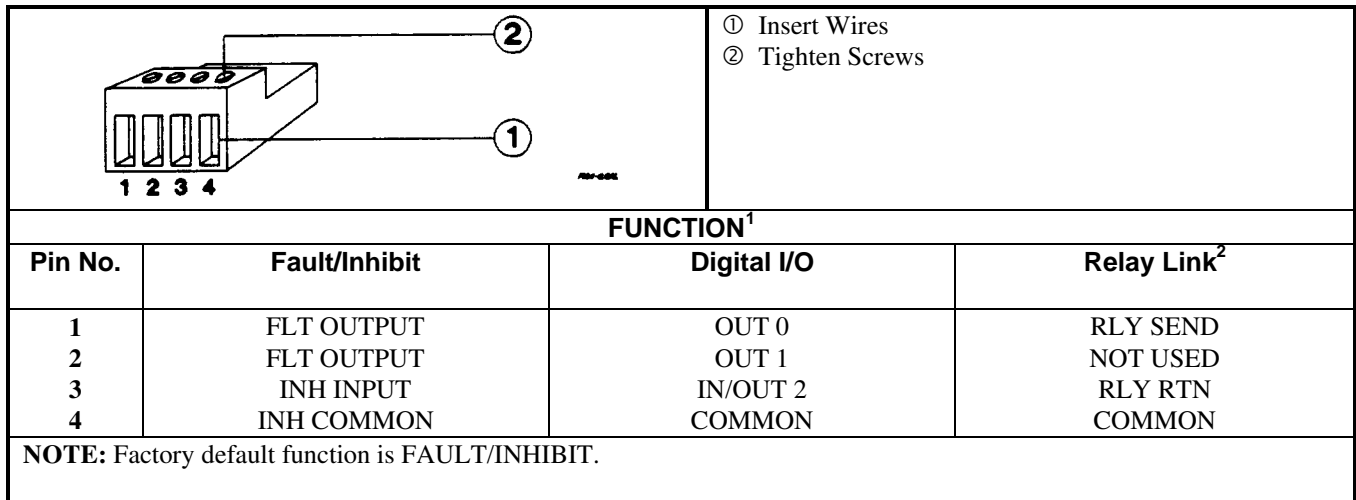 ②
①
1 2 3 4
① Insert Wires
② Tighten Screws
FUNCTION¹
Pin No. Fault/Inhibit Digital I/O Relay Link²
1 FLT OUTPUT OUT 0 RLY SEND
2 FLT OUTPUT OUT 1 NOT USED
3 INH INPUT IN/OUT 2 RLY RTN
4 INH COMMON COMMON COMMON
NOTE: Factory default function is FAULT/INHIBIT.